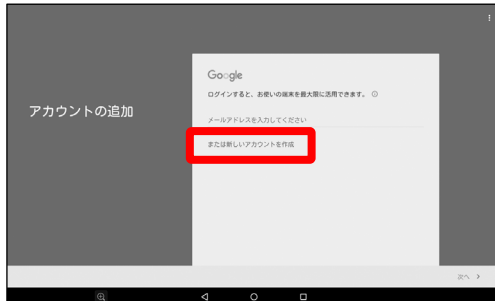 アカウントの追加
Google
ログインすると、お使いの端末を最大限に活用できます。
メールアドレスを入力してください
または新しいアカウントを作成
次へ